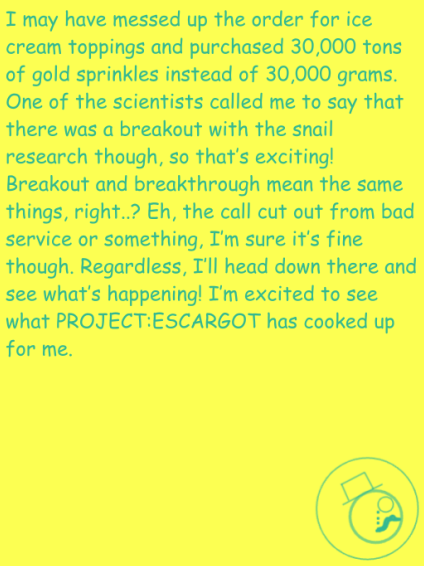 I may have messed up the order for ice
cream toppings and purchased 30,000 tons
of gold sprinkles instead of 30,000 grams.
One of the scientists called me to say that
there was a breakout with the snail
research though, so that’s exciting!
Breakout and breakthrough mean the same
things, right..? Eh, the call cut out from bad
service or something, I’m sure it’s fine
though. Regardless, I’ll head down there and
see what’s happening! I’m excited to see
what PROJECT:ESCARGOT has cooked up
for me.